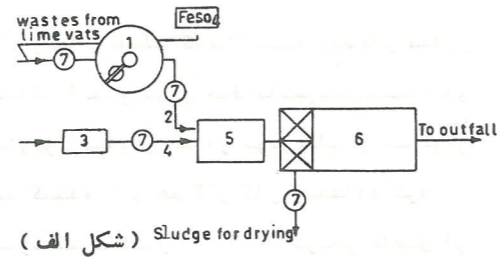 wastes from
lime vats
Feso4
1
7
7
2
3
7
4
5
6
To outfall
7
Sludge for drying
(شکل الف)